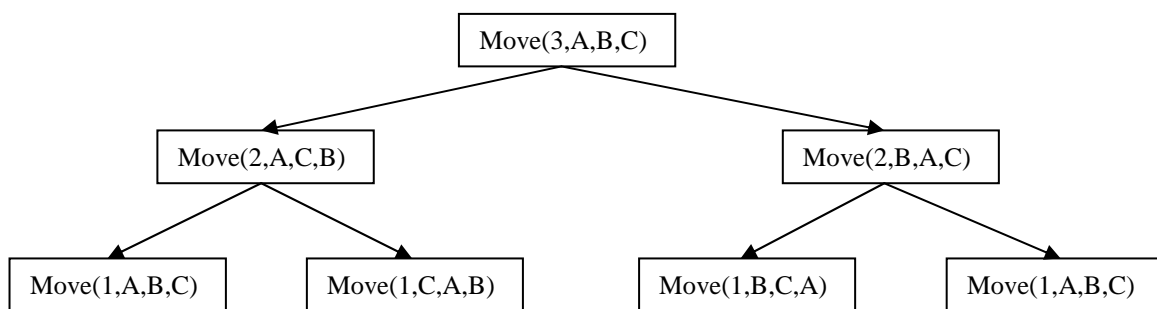 Move(3,A,B,C)
Move(2,A,C,B)
Move(2,B,A,C)
Move(1,A,B,C)
Move(1,C,A,B)
Move(1,B,C,A)
Move(1,A,B,C)